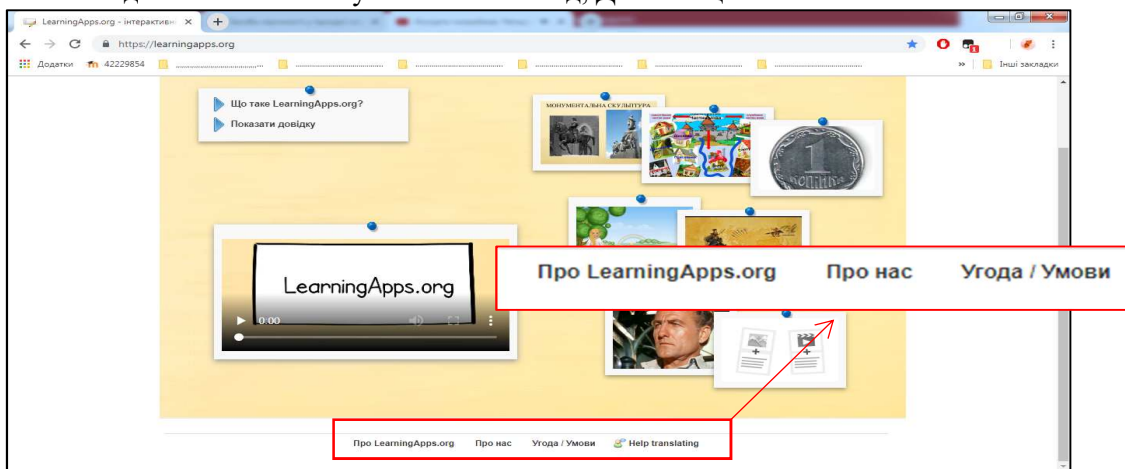 LearningApps.org - інтерактивн
https://learningapps.org
Додатки
42229854
Інші закладки
Що таке LearningApps.org?
Показати довідку
МОНУМЕНТАЛЬНА СКУЛЬПТУРА
1
КОПІЙКА
LearningApps.org
0:00
Про LearningApps.org Про нас Угода / Умови
Про LearningApps.org Про нас Угода / Умови Help translating